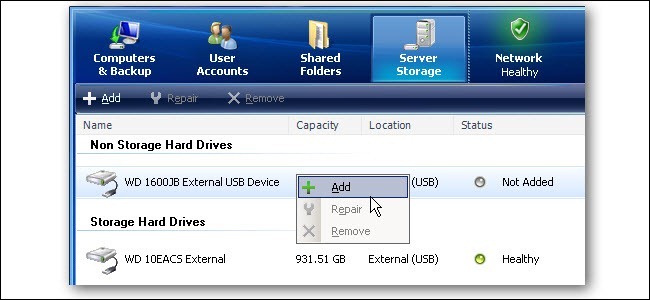 Computers & Backup
User Accounts
Shared Folders
Server Storage
Network
Healthy
Add Repair Remove
Name Capacity Location Status
Non Storage Hard Drives
WD 1600JB External USB Device (USB) Not Added
Add
Repair
Remove
Storage Hard Drives
WD 10EACS External 931.51 GB External (USB) Healthy